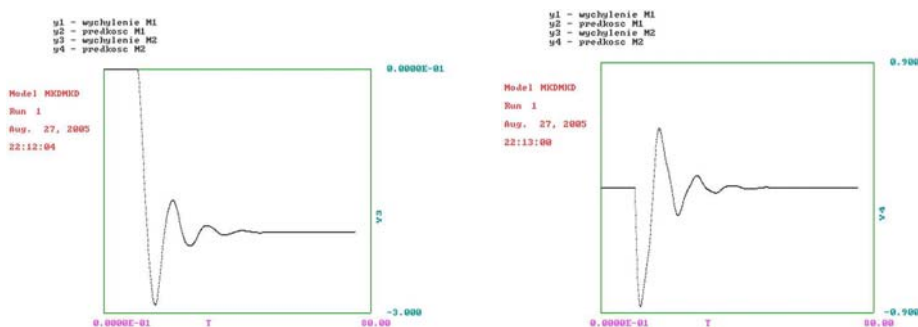 y1 - wychylenie M1
y2 - predkosc M1
y3 - wychylenie M2
y4 - predkosc M2
0.0000E-01
Model MKDMKD
Run 1
Aug. 27, 2005
22:12:04
Y3
-3.000
0.0000E-01 T 80.00
y1 - wychylenie M1
y2 - predkosc M1
y3 - wychylenie M2
y4 - predkosc M2
0.900
Model MKDMKD
Run 1
Aug. 27, 2005
22:13:00
Y4
-0.900
0.0000E-01 T 80.00